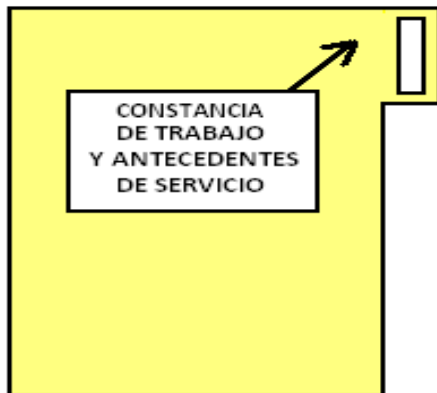 CONSTANCIA
DE TRABAJO
Y ANTECEDENTES
DE SERVICIO